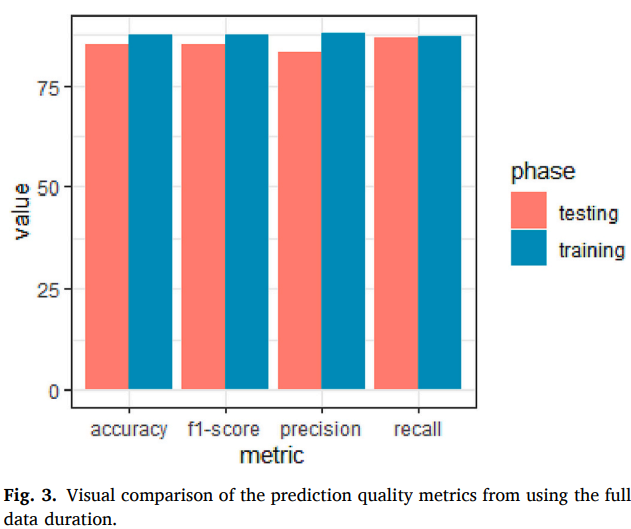 75
50
25
0
value
accuracy f1-score precision recall
metric
phase
testing
training
Fig. 3. Visual comparison of the prediction quality metrics from using the full
data duration.